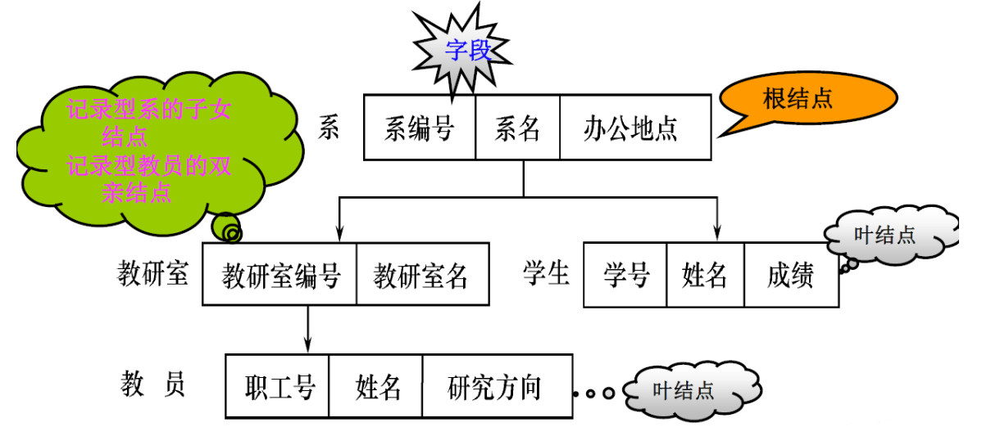 字段
记录型系的子女
结点
记录型教员的双
亲结点
系 系编号 系名 办公地点
根结点
教研室 教研室编号 教研室名
学生 学号 姓名 成绩
叶结点
教 员 职工号 姓名 研究方向
叶结点